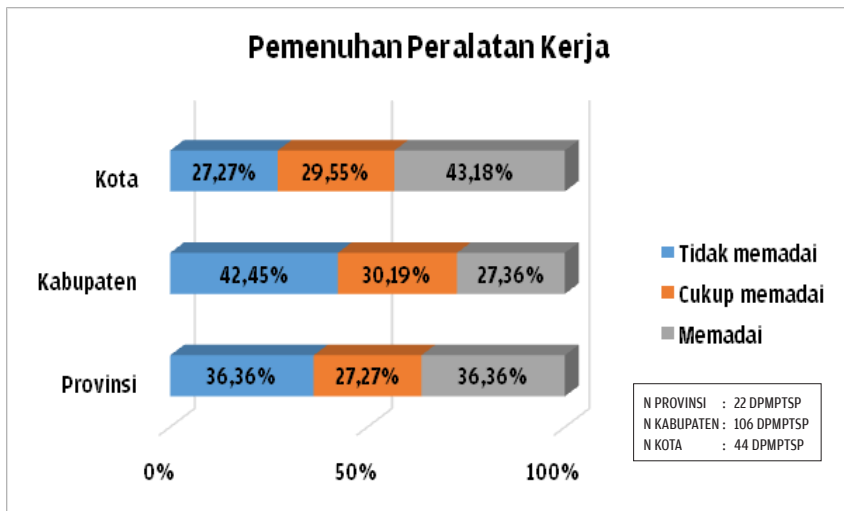 Pemenuhan Peralatan Kerja
Kota
27,27% 29,55% 43,18%
Kabupaten
42,45% 30,19% 27,36%
Provinsi
36,36% 27,27% 36,36%
0% 50% 100%
Tidak memadai
Cukup memadai
Memadai
N PROVINSI : 22 DPMPTSP
N KABUPATEN : 106 DPMPTSP
N KOTA : 44 DPMPTSP